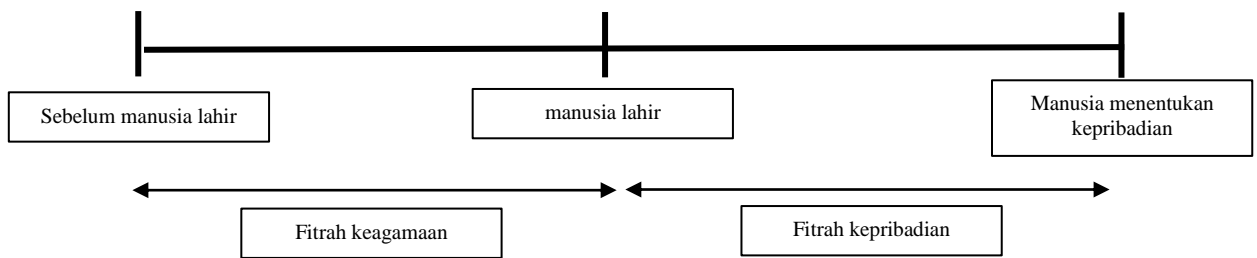 Sebelum manusia lahir
manusia lahir
Manusia menentukan
kepribadian
Fitrah keagamaan
Fitrah kepribadian